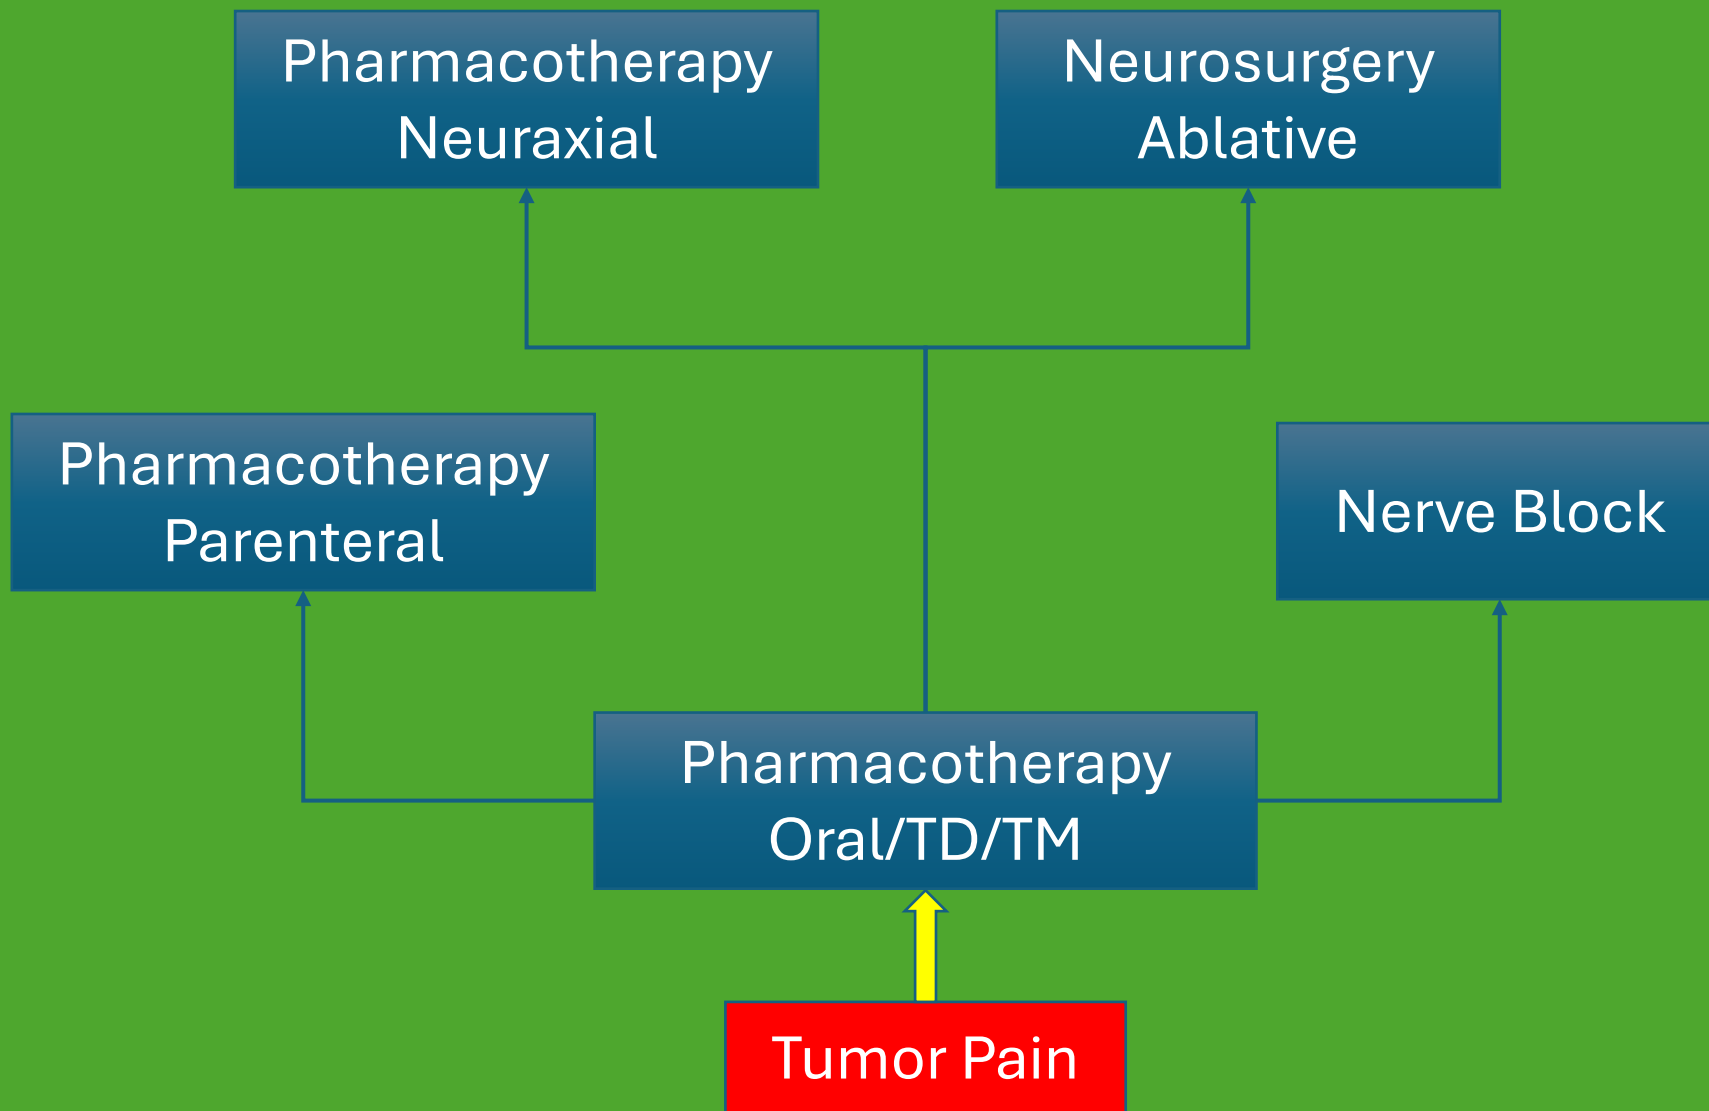 Pharmacotherapy
Neuraxial
Neurosurgery
Ablative
Pharmacotherapy
Parenteral
Nerve Block
Pharmacotherapy
Oral/TD/TM
Tumor Pain